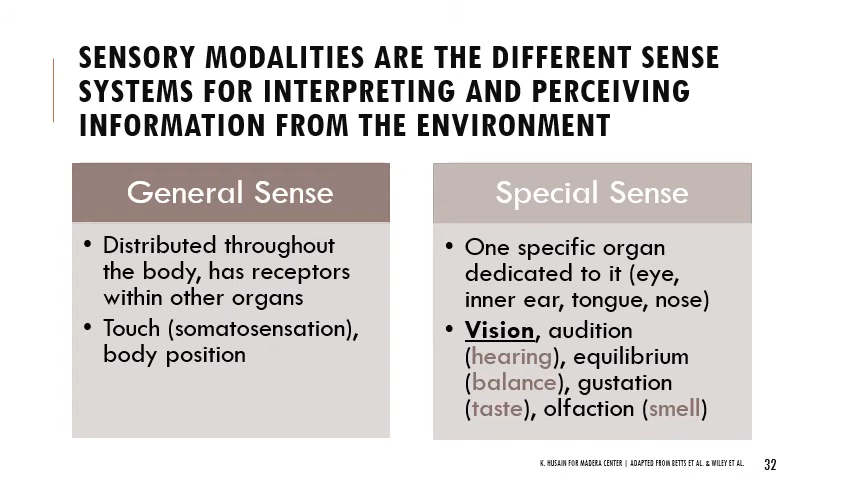 SENSORY MODALITIES ARE THE DIFFERENT SENSE
SYSTEMS FOR INTERPRETING AND PERCEIVING
INFORMATION FROM THE ENVIRONMENT
General Sense
• Distributed throughout
the body, has receptors
within other organs
• Touch (somatosensation),
body position
Special Sense
• One specific organ
dedicated to it (eye,
inner ear, tongue, nose)
• Vision, audition
(hearing), equilibrium
(balance), gustation
(taste), olfaction (smell)
K. HUSAIN FOR MADERA CENTER | ADAPTED FROM BETTS ET AL. & WILEY ET AL.
32